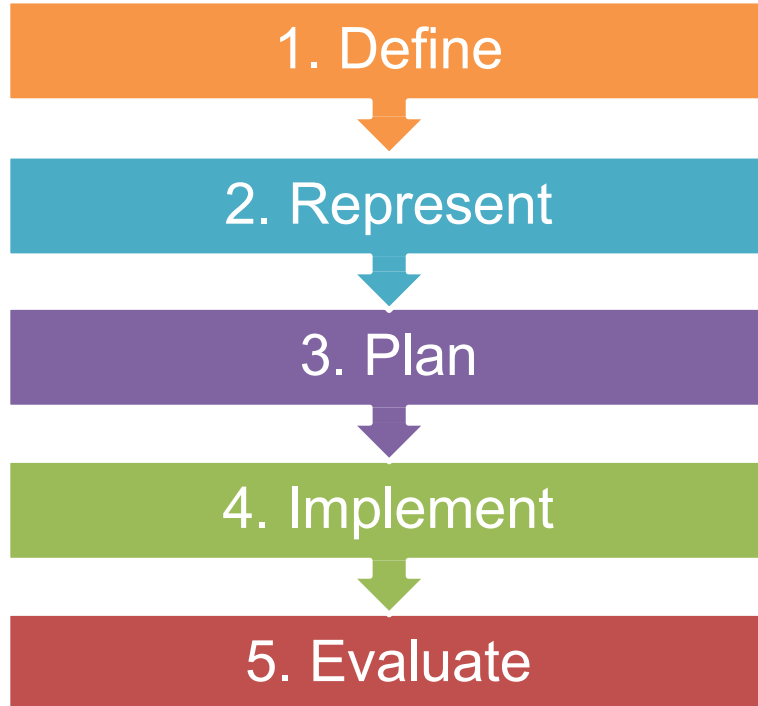 1. Define
2. Represent
3. Plan
4. Implement
5. Evaluate